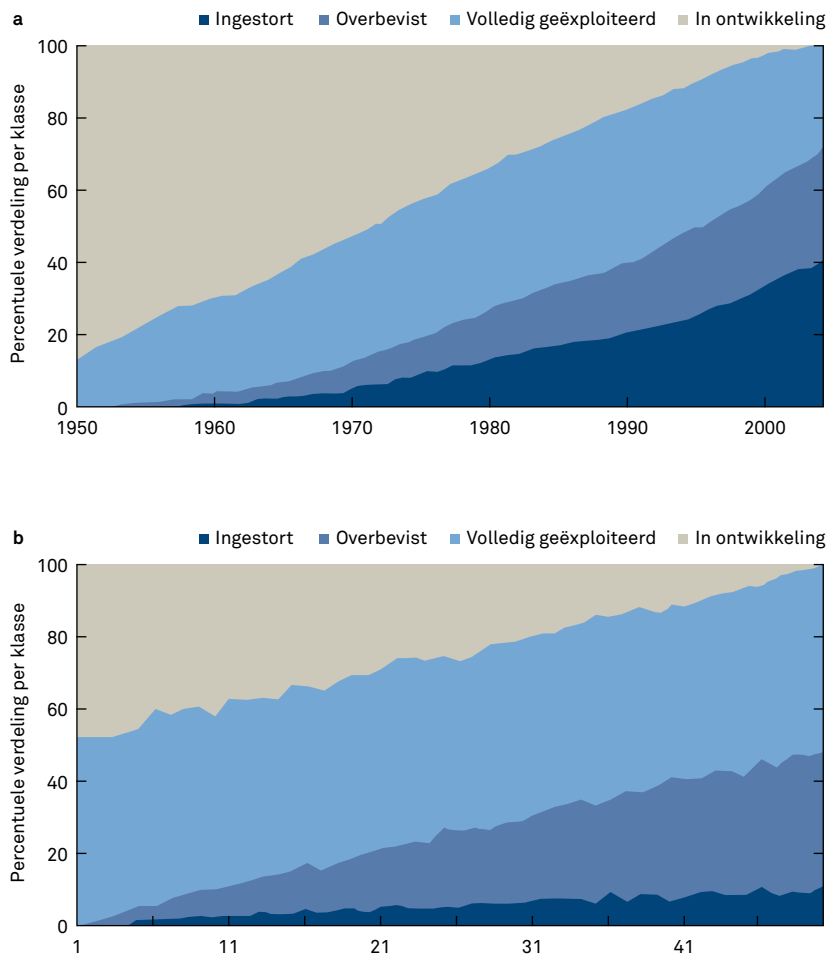 a
Ingestort Overbevist Volledig geëxploiteerd In ontwikkeling
Percentuele verdeling per klasse
100
80
60
40
20
0
1950 1960 1970 1980 1990 2000
b
Ingestort Overbevist Volledig geëxploiteerd In ontwikkeling
Percentuele verdeling per klasse
100
80
60
40
20
0
1 11 21 31 41